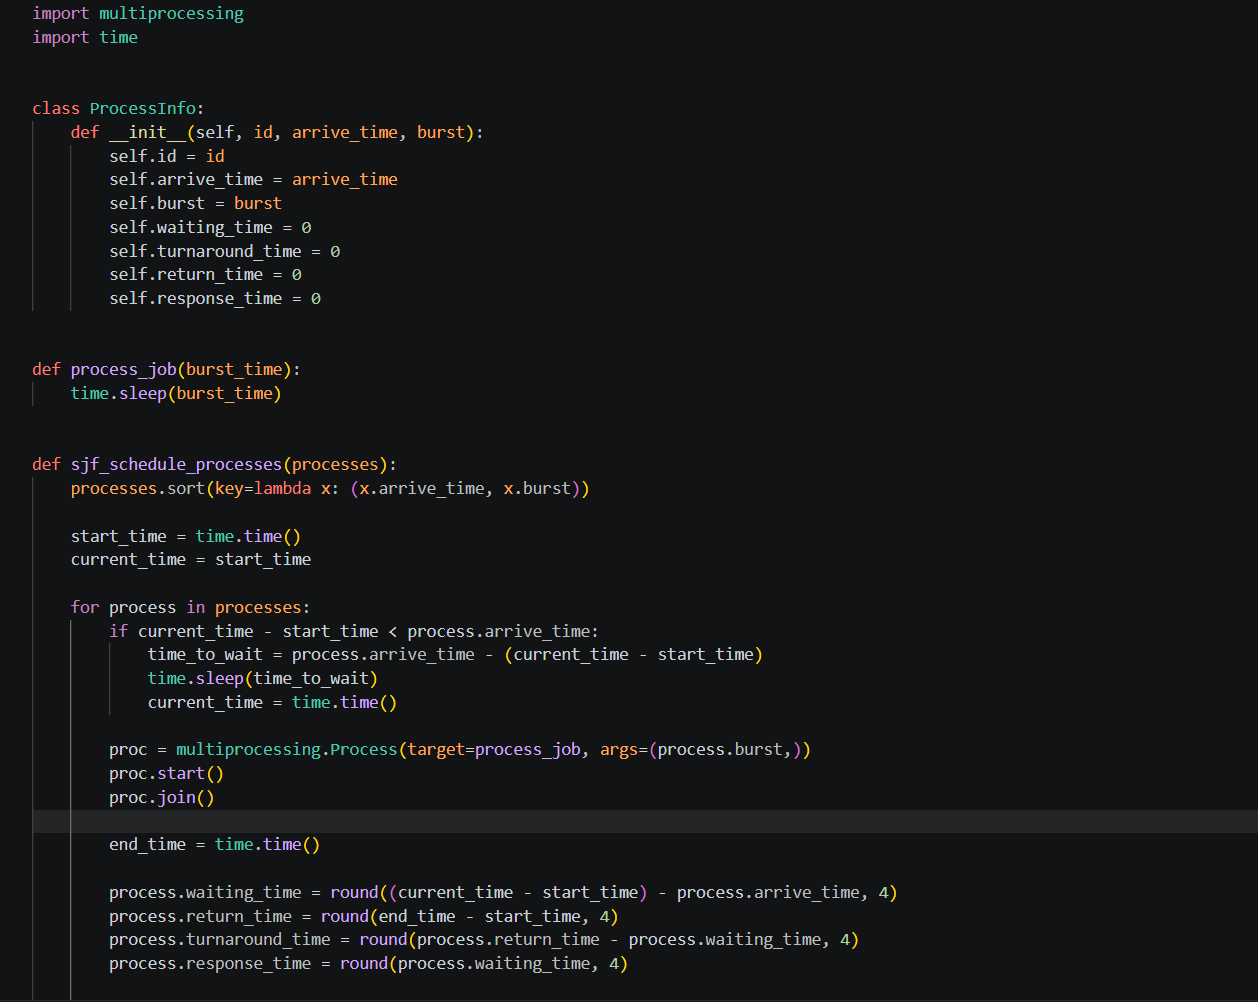 import multiprocessing
import time
class ProcessInfo:
    def __init__(self, id, arrive_time, burst):
        self.id = id
        self.arrive_time = arrive_time
        self.burst = burst
        self.waiting_time = 0
        self.turnaround_time = 0
        self.return_time = 0
        self.response_time = 0
def process_job(burst_time):
    time.sleep(burst_time)
def sjf_schedule_processes(processes):
    processes.sort(key=lambda x: (x.arrive_time, x.burst))
    start_time = time.time()
    current_time = start_time
    for process in processes:
        if current_time - start_time < process.arrive_time:
            time_to_wait = process.arrive_time - (current_time - start_time)
            time.sleep(time_to_wait)
            current_time = time.time()
        proc = multiprocessing.Process(target=process_job, args=(process.burst,))
        proc.start()
        proc.join()
        end_time = time.time()
        process.waiting_time = round((current_time - start_time) - process.arrive_time, 4)
        process.return_time = round(end_time - start_time, 4)
        process.turnaround_time = round(process.return_time - process.waiting_time, 4)
        process.response_time = round(process.waiting_time, 4)